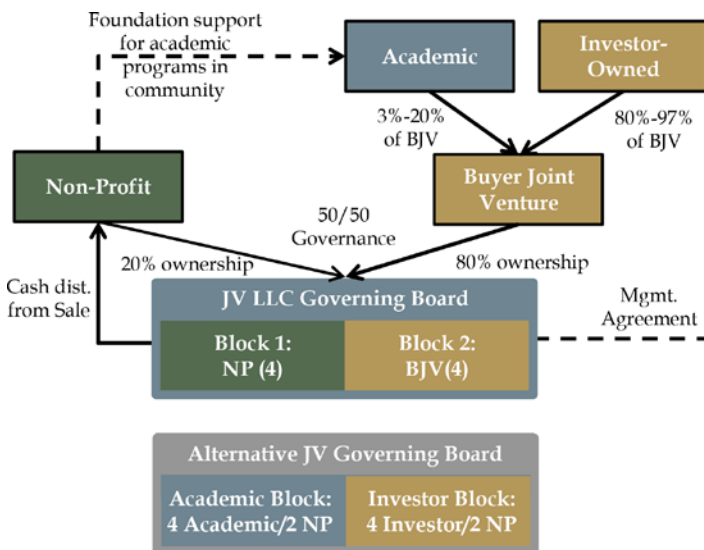 Foundation support
for academic
programs in
community
Academic
Investor-
Owned
3%-20%
of BJV
80%-97%
of BJV
Non-Profit
Buyer Joint
Venture
50/50
Governance
20% ownership
80% ownership
Cash dist.
from Sale
JV LLC Governing Board
Mgmt.
Agreement
Block 1:
NP (4)
Block 2:
BJV(4)
Alternative JV Governing Board
Academic Block:
4 Academic/2 NP
Investor Block:
4 Investor/2 NP